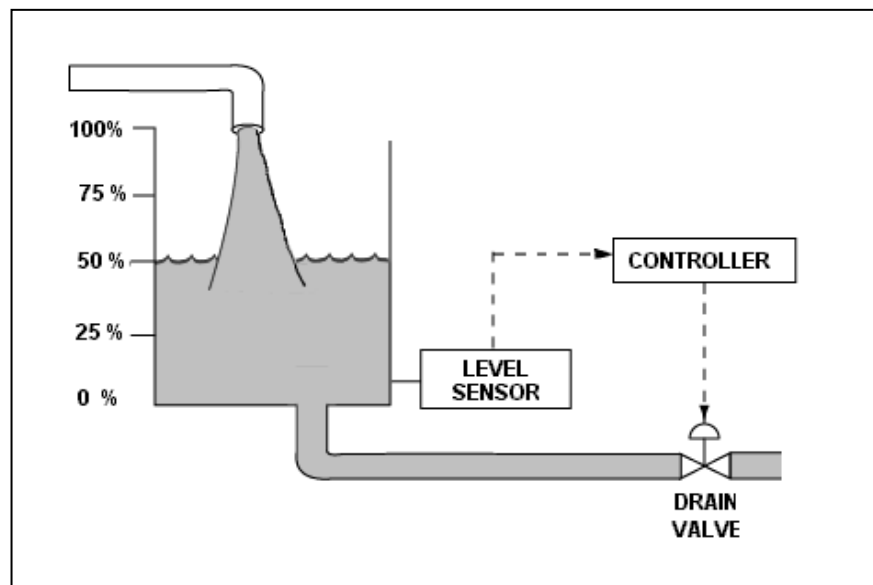 100%
75 %
50 %
25 %
0 %
CONTROLLER
LEVEL
SENSOR
DRAIN
VALVE